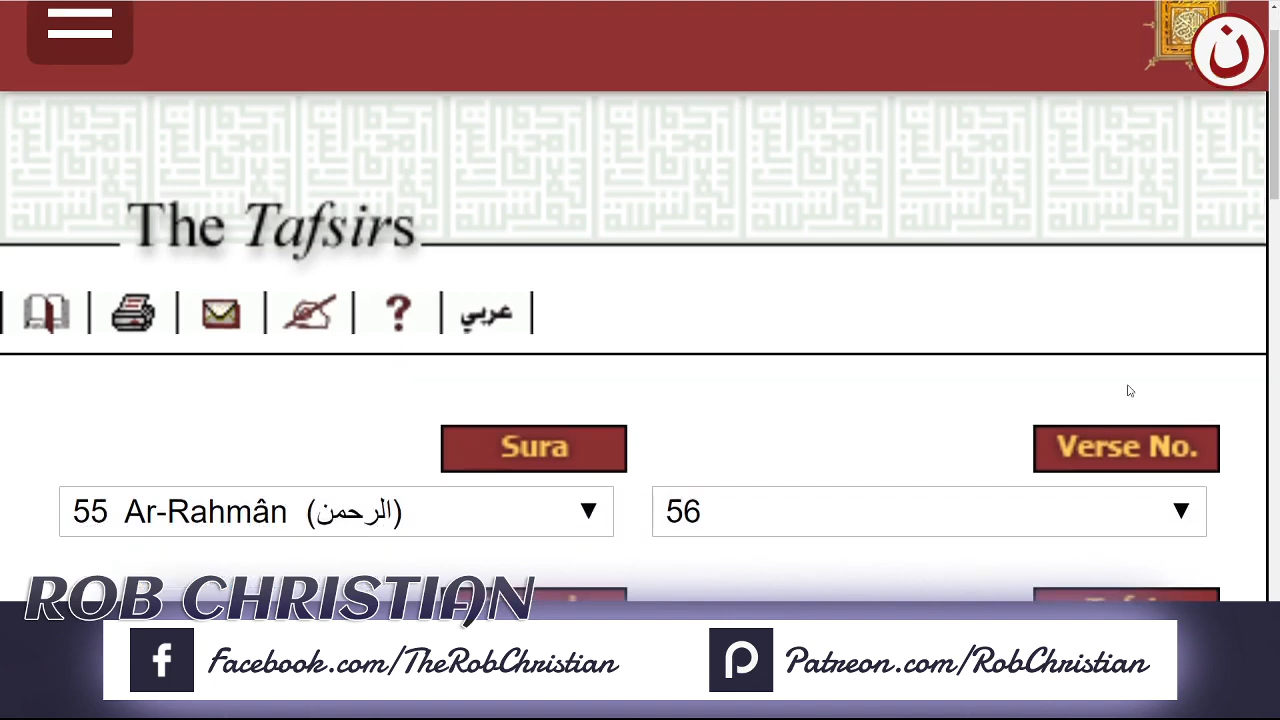 ن
The Tafsirs
? عربي
Sura
Verse No.
55 Ar-Rahmân (الرحمن)
56
ROB CHRISTIAN
Facebook.com/TheRobChristian
Patreon.com/RobChristian